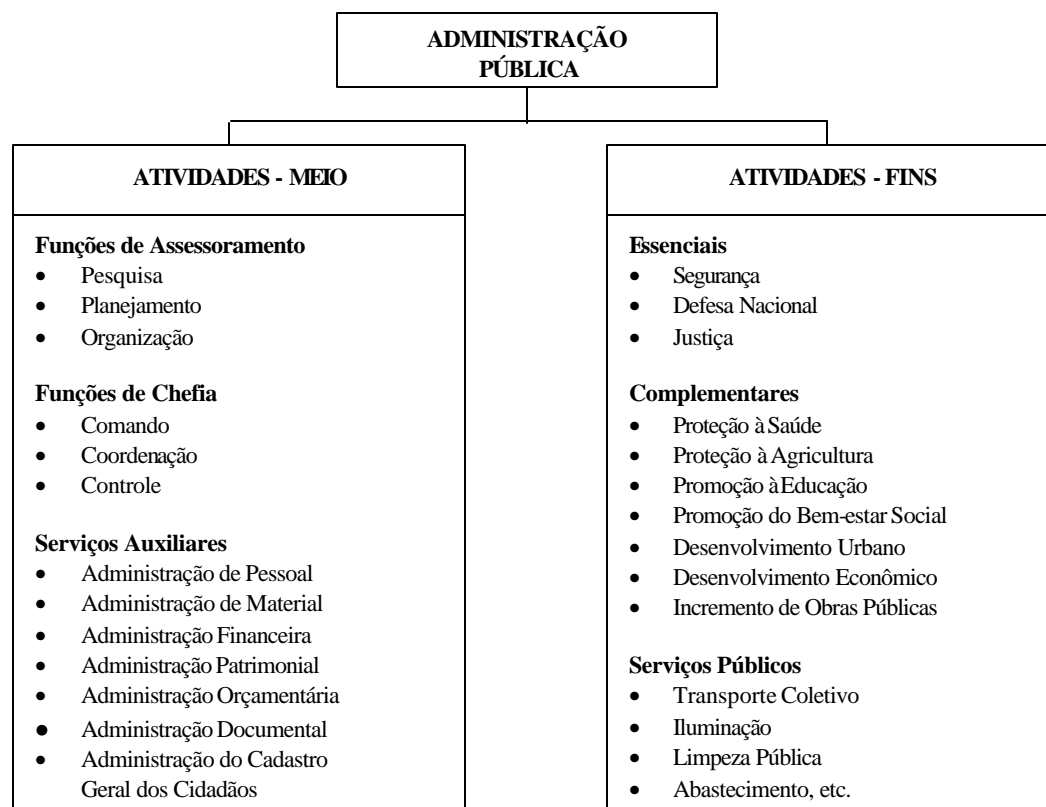 ADMINISTRAÇÃO
PÚBLICA
ATIVIDADES - MEIO
Funções de Assessoramento
• Pesquisa
• Planejamento
• Organização
Funções de Chefia
• Comando
• Coordenação
• Controle
Serviços Auxiliares
• Administração de Pessoal
• Administração de Material
• Administração Financeira
• Administração Patrimonial
• Administração Orçamentária
• Administração Documental
• Administração do Cadastro
Geral dos Cidadãos
ATIVIDADES - FINS
Essenciais
• Segurança
• Defesa Nacional
• Justiça
Complementares
• Proteção à Saúde
• Proteção à Agricultura
• Promoção à Educação
• Promoção do Bem-estar Social
• Desenvolvimento Urbano
• Desenvolvimento Econômico
• Incremento de Obras Públicas
Serviços Públicos
• Transporte Coletivo
• Iluminação
• Limpeza Pública
• Abastecimento, etc.